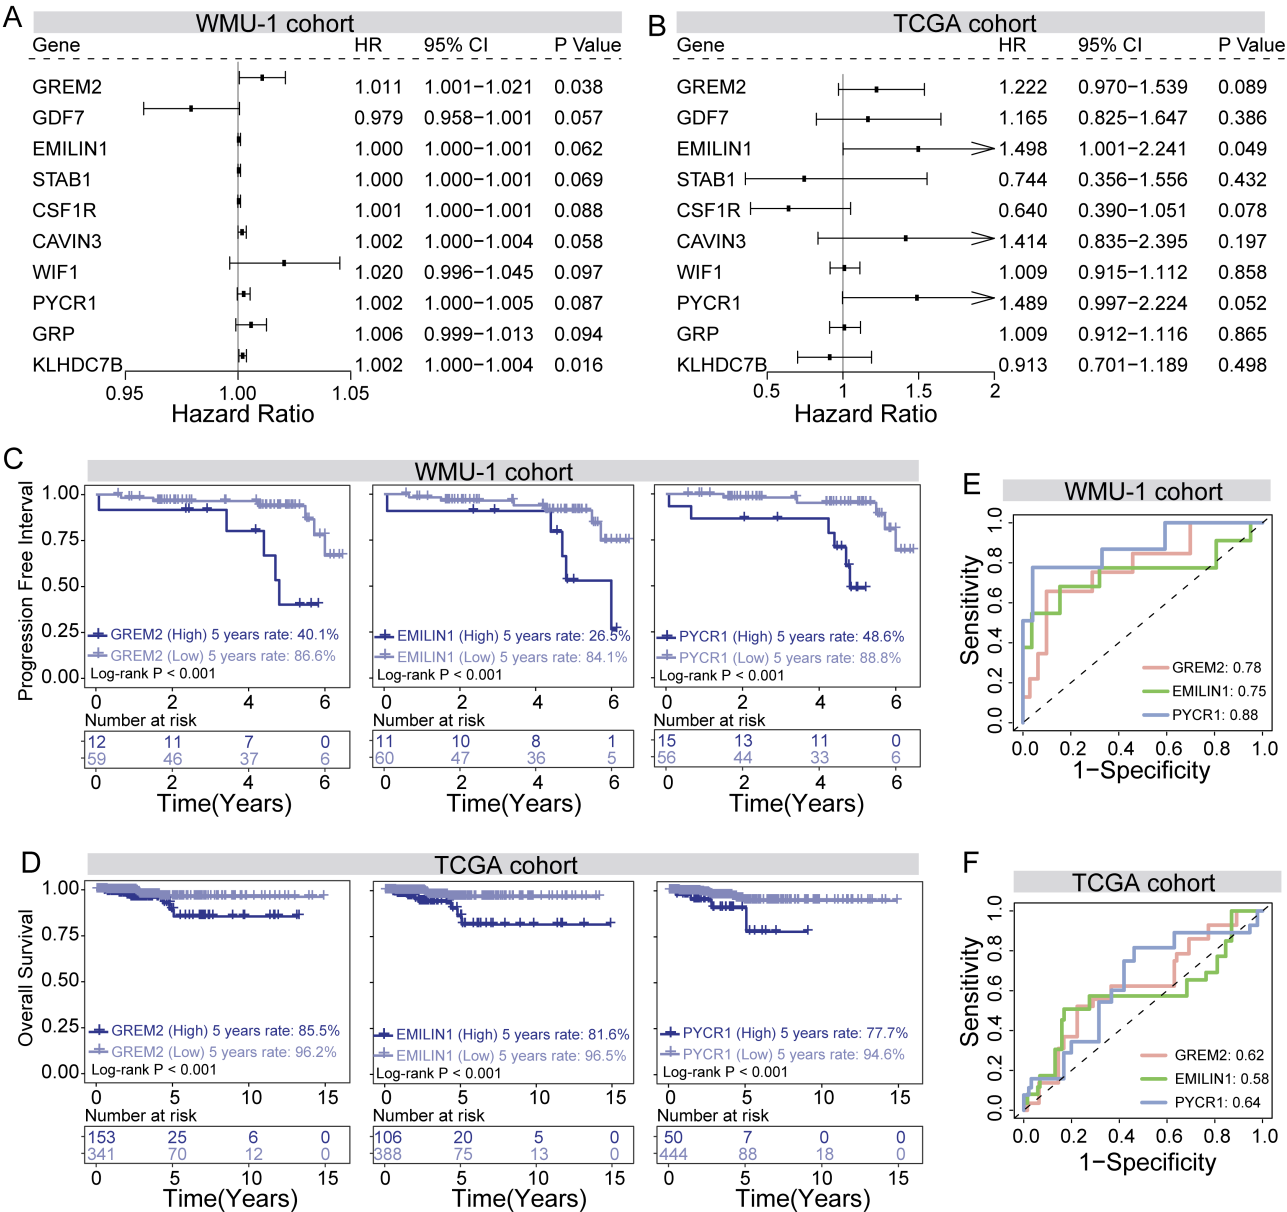 A
WMU-1 cohort
Gene HR 95% CI P Value
GREM2 1.011 1.001−1.021 0.038
GDF7 0.979 0.958−1.001 0.057
EMILIN1 1.000 1.000−1.001 0.062
STAB1 1.000 1.000−1.001 0.069
CSF1R 1.001 1.000−1.001 0.088
CAVIN3 1.002 1.000−1.004 0.058
WIF1 1.020 0.996−1.045 0.097
PYCR1 1.002 1.000−1.005 0.087
GRP 1.006 0.999−1.013 0.094
KLHDC7B 1.002 1.000−1.004 0.016
0.95 1.00 1.05
Hazard Ratio
B
TCGA cohort
Gene HR 95% CI P Value
GREM2 1.222 0.970−1.539 0.089
GDF7 1.165 0.825−1.647 0.386
EMILIN1 1.498 1.001−2.241 0.049
STAB1 0.744 0.356−1.556 0.432
CSF1R 0.640 0.390−1.051 0.078
CAVIN3 1.414 0.835−2.395 0.197
WIF1 1.009 0.915−1.112 0.858
PYCR1 1.489 0.997−2.224 0.052
GRP 1.009 0.912−1.116 0.865
KLHDC7B 0.913 0.701−1.189 0.498
0.5 1 1.5 2
Hazard Ratio
C
WMU-1 cohort
Progression Free Interval
1.00
0.75
0.50
0.25
0.00
GREM2 (High) 5 years rate: 40.1%
GREM2 (Low) 5 years rate: 86.6%
Log-rank P < 0.001
0 2 4 6
Number at risk
12 11 7 0
59 46 37 6
0 2 4 6
Time(Years)
EMILIN1 (High) 5 years rate: 26.5%
EMILIN1 (Low) 5 years rate: 84.1%
Log-rank P < 0.001
0 2 4 6
Number at risk
11 10 8 1
60 47 36 5
0 2 4 6
Time(Years)
PYCR1 (High) 5 years rate: 48.6%
PYCR1 (Low) 5 years rate: 88.8%
Log-rank P < 0.001
0 2 4 6
Number at risk
15 13 11 0
56 44 33 6
0 2 4 6
Time(Years)
E
WMU-1 cohort
Sensitivity
1.0
0.8
0.6
0.4
0.2
0.0
GREM2: 0.78
EMILIN1: 0.75
PYCR1: 0.88
0.0 0.2 0.4 0.6 0.8 1.0
1−Specificity
D
TCGA cohort
Overall Survival
1.00
0.75
0.50
0.25
0.00
GREM2 (High) 5 years rate: 85.5%
GREM2 (Low) 5 years rate: 96.2%
Log-rank P < 0.001
0 5 10 15
Number at risk
153 25 6 0
341 70 12 0
0 5 10 15
Time(Years)
EMILIN1 (High) 5 years rate: 81.6%
EMILIN1 (Low) 5 years rate: 96.5%
Log-rank P < 0.001
0 5 10 15
Number at risk
106 20 5 0
388 75 13 0
0 5 10 15
Time(Years)
PYCR1 (High) 5 years rate: 77.7%
PYCR1 (Low) 5 years rate: 94.6%
Log-rank P < 0.001
0 5 10 15
Number at risk
50 7 0 0
444 88 18 0
0 5 10 15
Time(Years)
F
TCGA cohort
Sensitivity
1.0
0.8
0.6
0.4
0.2
0.0
GREM2: 0.62
EMILIN1: 0.58
PYCR1: 0.64
0.0 0.2 0.4 0.6 0.8 1.0
1−Specificity